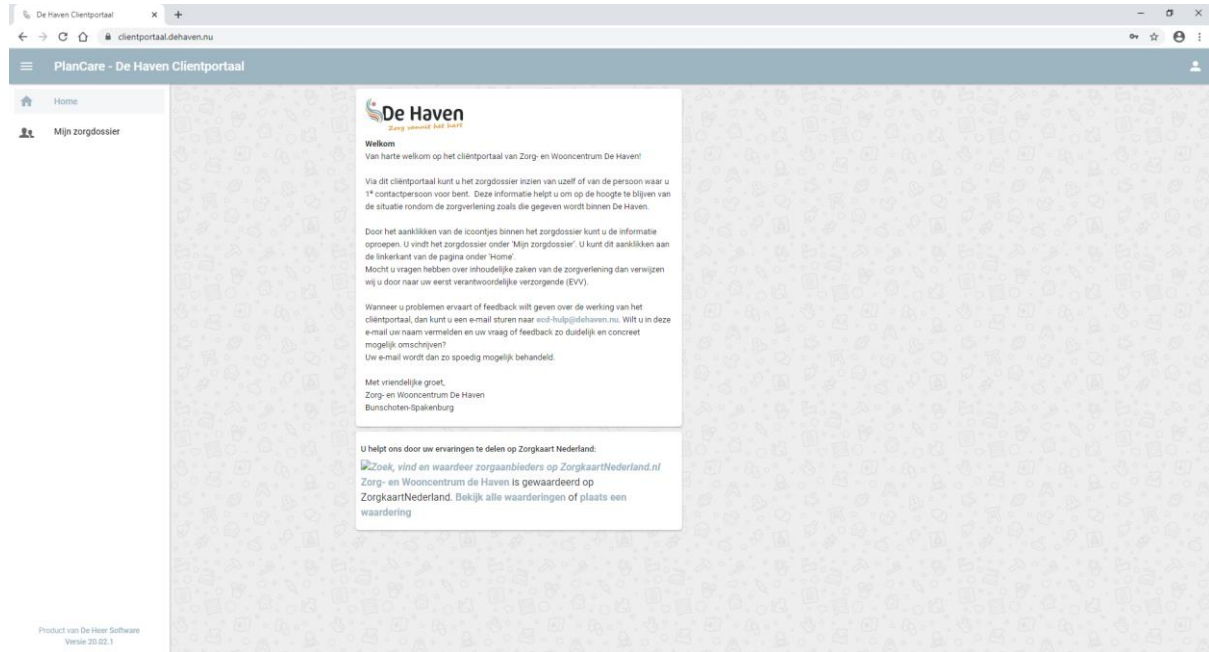 De Haven Clientportaal
clientportaal.dehaven.nu
PlanCare - De Haven Clientportaal
Home
Mijn zorgdossier
De Haven
Zorg vanuit het hart
Welkom
Van harte welkom op het cliëntportaal van Zorg- en Wooncentrum De Haven!
Via dit cliëntportaal kunt u het zorgdossier inzien van uzelf of van de persoon waar u
1ᵉ contactpersoon voor bent. Deze informatie helpt u om op de hoogte te blijven van
de situatie rondom de zorgverlening zoals die gegeven wordt binnen De Haven.
Door het aanklikken van de icoontjes binnen het zorgdossier kunt u de informatie
oproepen. U vindt het zorgdossier onder 'Mijn zorgdossier'. U kunt dit aanklikken aan
de linkerkant van de pagina onder 'Home'.
Mocht u vragen hebben over inhoudelijke zaken van de zorgverlening dan verwijzen
wij u door naar uw eerst verantwoordelijke verzorgende (EVV).
Wanneer u problemen ervaart of feedback wilt geven over de werking van het
cliëntportaal, dan kunt u een e-mail sturen naar ecd-hulp@dehaven.nu. Wilt u in deze
e-mail uw naam vermelden en uw vraag of feedback zo duidelijk en concreet
mogelijk omschrijven?
Uw e-mail wordt dan zo spoedig mogelijk behandeld.
Met vriendelijke groet,
Zorg- en Wooncentrum De Haven
Bunschoten-Spakenburg
U helpt ons door uw ervaringen te delen op Zorgkaart Nederland:
Zoek, vind en waardeer zorgaanbieders op ZorgkaartNederland.nl
Zorg- en Wooncentrum de Haven is gewaardeerd op
ZorgkaartNederland. Bekijk alle waarderingen of plaats een
waardering
Product van De Heer Software
Versie 20.02.1